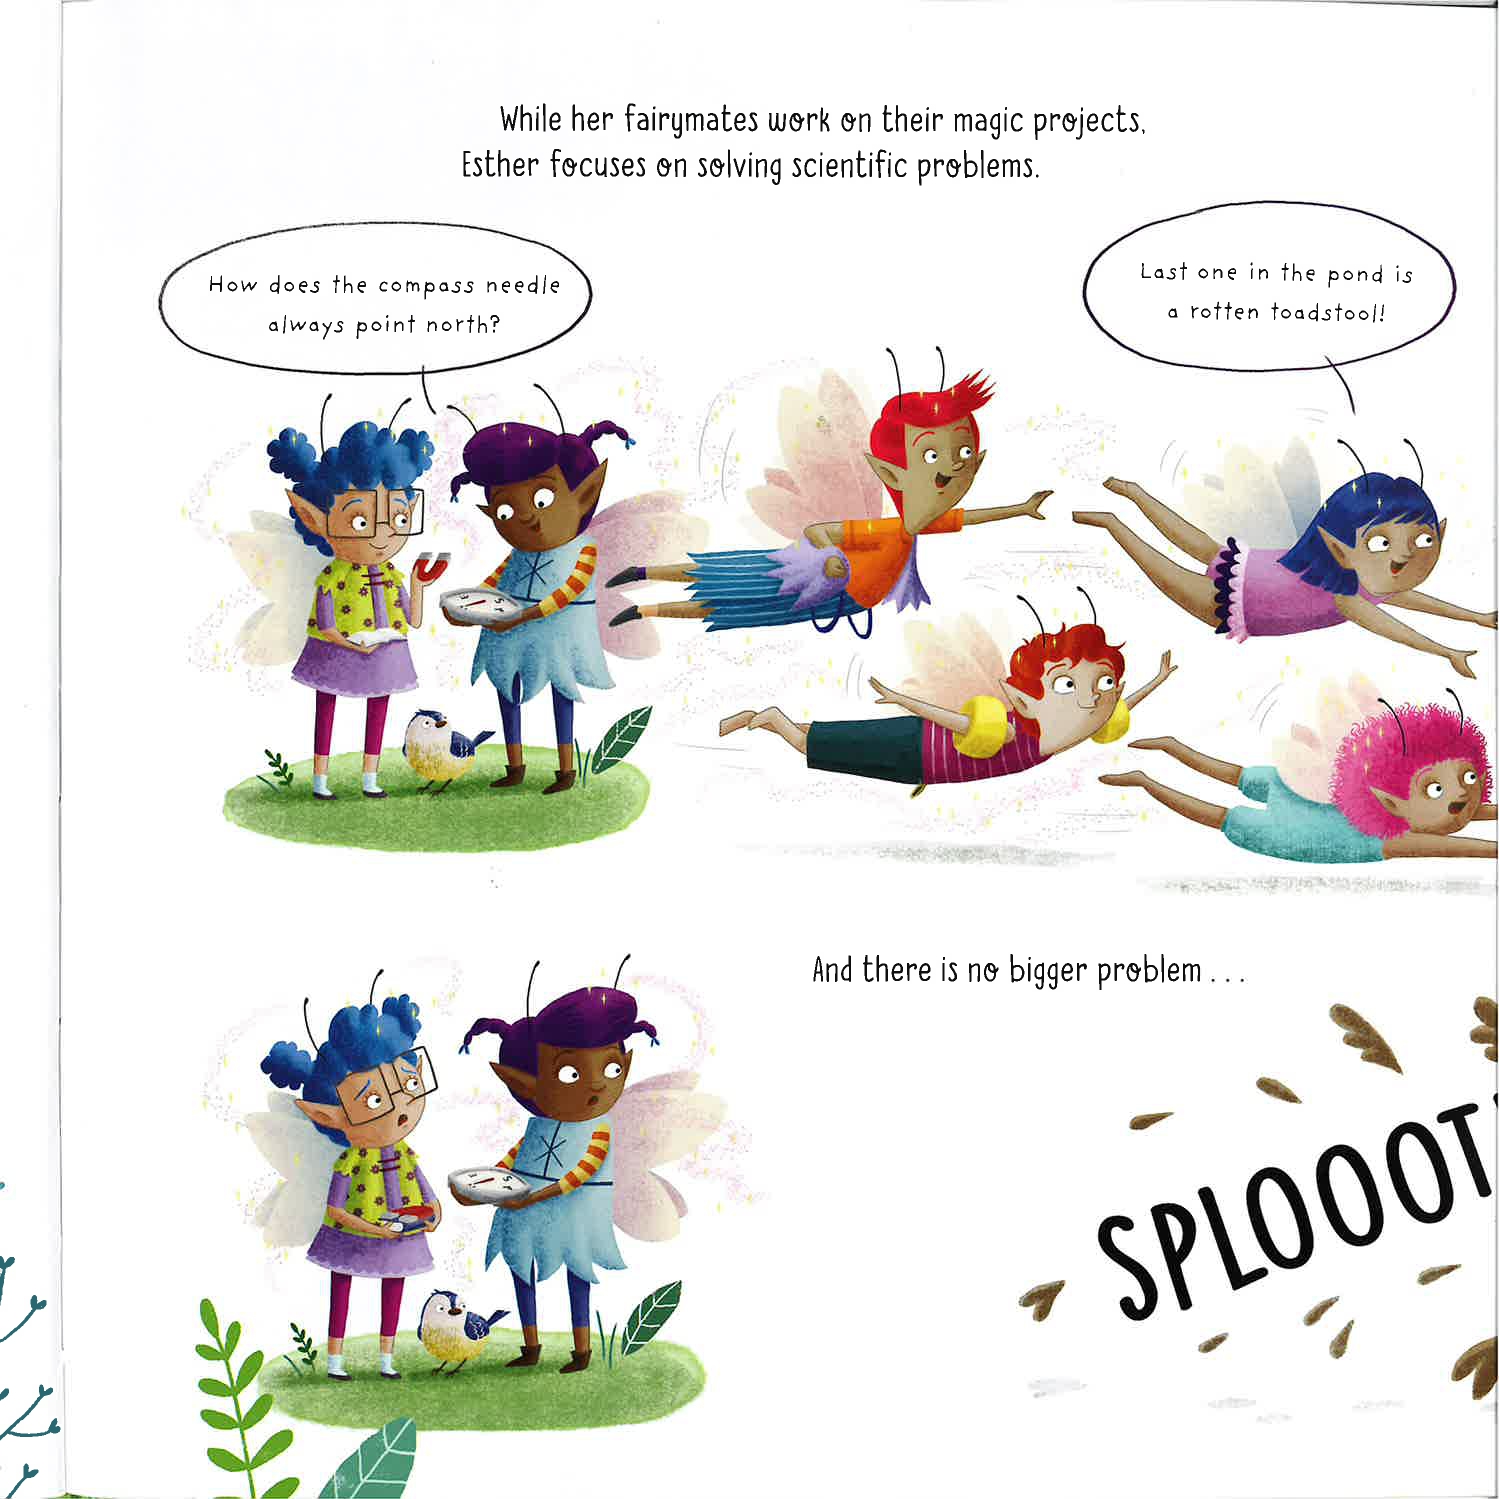 While her fairymates work on their magic projects,
Esther focuses on solving scientific problems.
How does the compass needle
always point north?
Last one in the pond is
a rotten toadstool!
And there is no bigger problem . . .
SPLOOOT